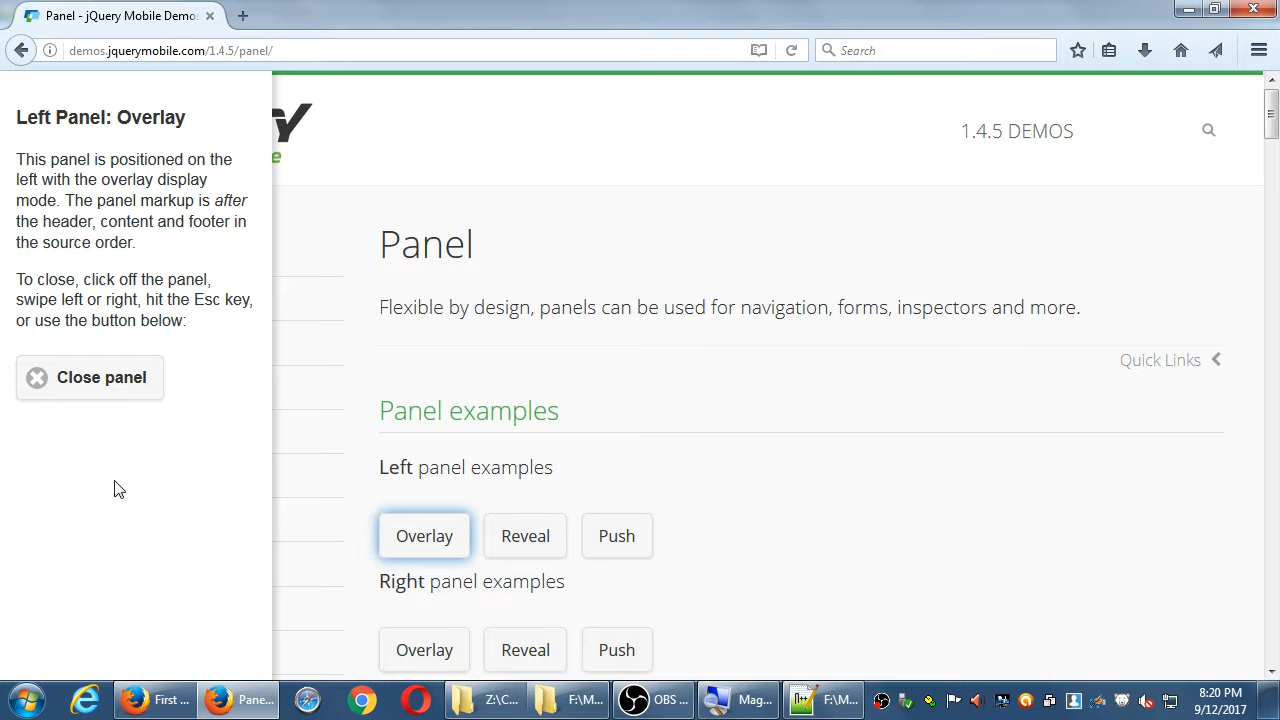 Panel - jQuery Mobile Demos
demos.jquerymobile.com/1.4.5/panel/
Search
Left Panel: Overlay
This panel is positioned on the
left with the overlay display
mode. The panel markup is after
the header, content and footer in
the source order.
To close, click off the panel,
swipe left or right, hit the Esc key,
or use the button below:
Close panel
1.4.5 DEMOS
Panel
Flexible by design, panels can be used for navigation, forms, inspectors and more.
Quick Links
Panel examples
Left panel examples
Overlay Reveal Push
Right panel examples
Overlay Reveal Push
First ... Pane... Z:\C... F:\M... OBS ... Mag... F:\M...
8:20 PM
9/12/2017